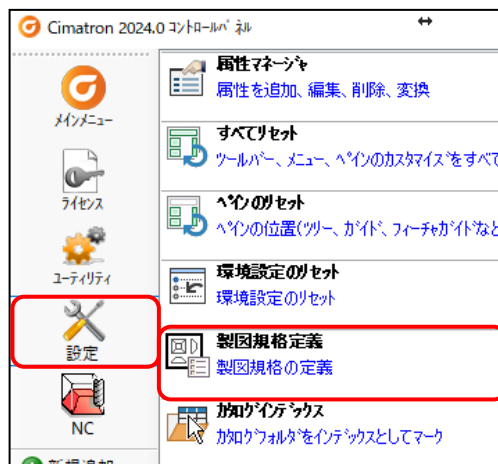 Cimatron 2024.0 ｺﾝﾄﾛｰﾙﾊﾟﾈﾙ
メインメニュー
ライセンス
ユーティリティ
設定
NC
新規追加
属性ﾏﾈｰｼﾞｬ
属性を追加、編集、削除、変換
すべてﾘｾｯﾄ
ﾂｰﾙﾊﾞｰ、ﾒﾆｭｰ、ﾍﾟｲﾝのｶｽﾀﾏｲｽﾞをすべて
ﾍﾟｲﾝのﾘｾｯﾄ
ﾍﾟｲﾝの位置(ﾂﾘｰ、ｶﾞｲﾄﾞ、ﾌｨｰﾁｬｶﾞｲﾄﾞなど
環境設定のﾘｾｯﾄ
環境設定のﾘｾｯﾄ
製図規格定義
製図規格の定義
ｶﾀﾛｸﾞｲﾝﾃﾞｯｸｽ
ｶﾀﾛｸﾞﾌｫﾙﾀﾞをｲﾝﾃﾞｯｸｽとしてﾏｰｸ